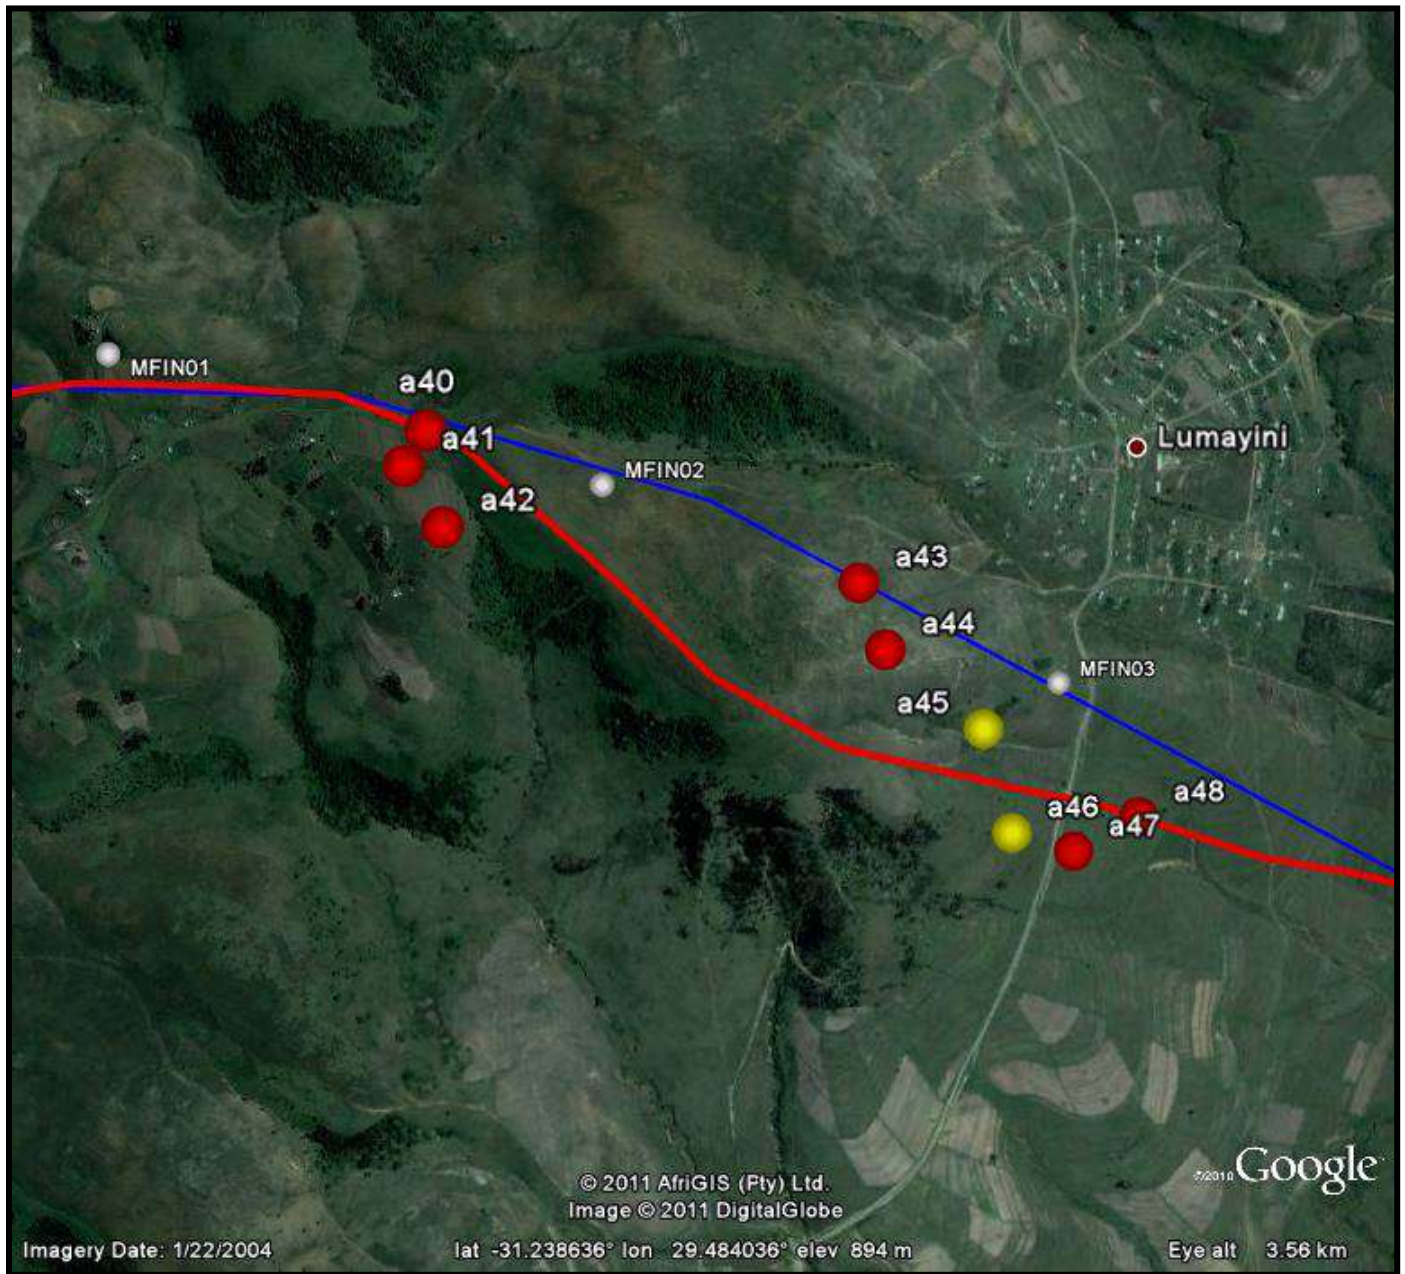 MFIN01
a40
a41
MFIN02
a42
Lumayini
a43
a44
MFIN03
a45
a48
a46
a47
©2010 Google
© 2011 AfriGIS (Pty) Ltd.
Image © 2011 DigitalGlobe
Imagery Date: 1/22/2004 lat -31.238636° lon 29.484036° elev 894 m Eye alt 3.56 km